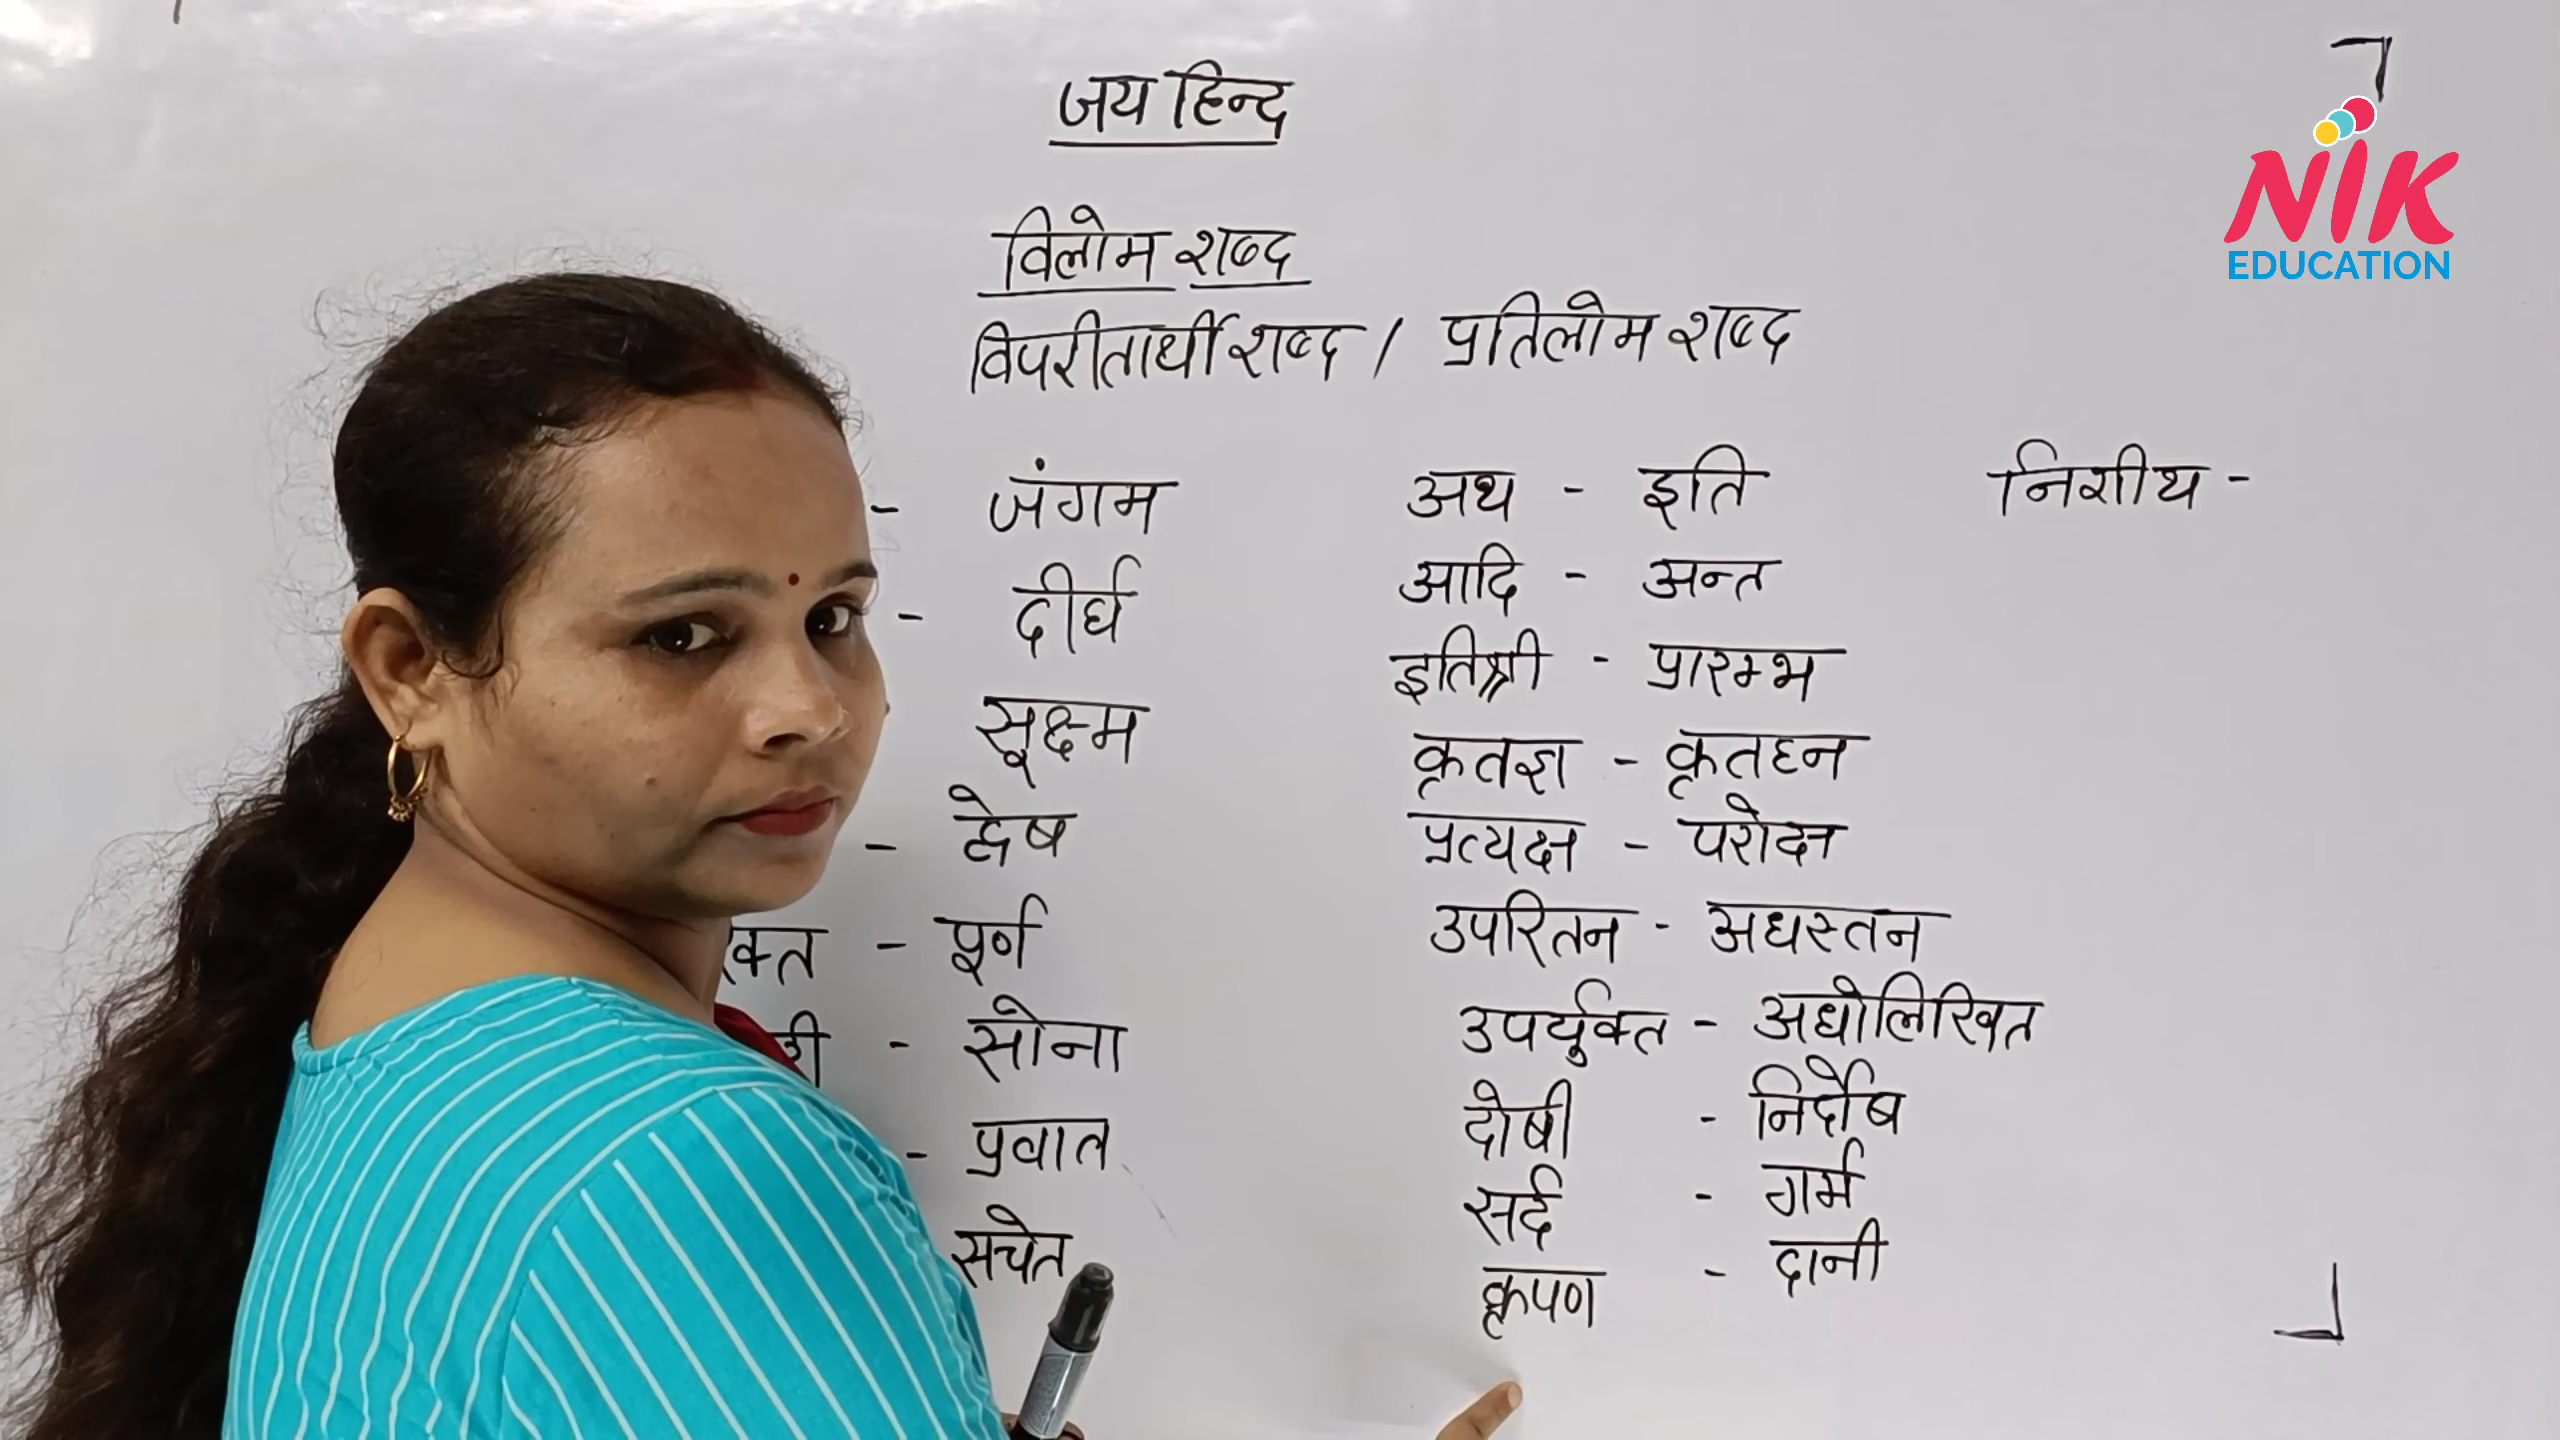 जय हिन्द
NIK
EDUCATION
विलोम शब्द
विपरीतार्थी शब्द / प्रतिलोम शब्द
- जंगम
- दीर्घ
सूक्ष्म
- द्वेष
- पूर्ण
- सोना
- प्रवात
सचेत
अथ - इति
आदि - अन्त
इतिश्री - प्रारम्भ
कृतज्ञ - कृतघ्न
प्रत्यक्ष - परोक्ष
उपरितन - अधस्तन
उपर्युक्त - अधोलिखित
दोषी - निर्दोष
सर्द - गर्म
कृपण - दानी
निशीथ -